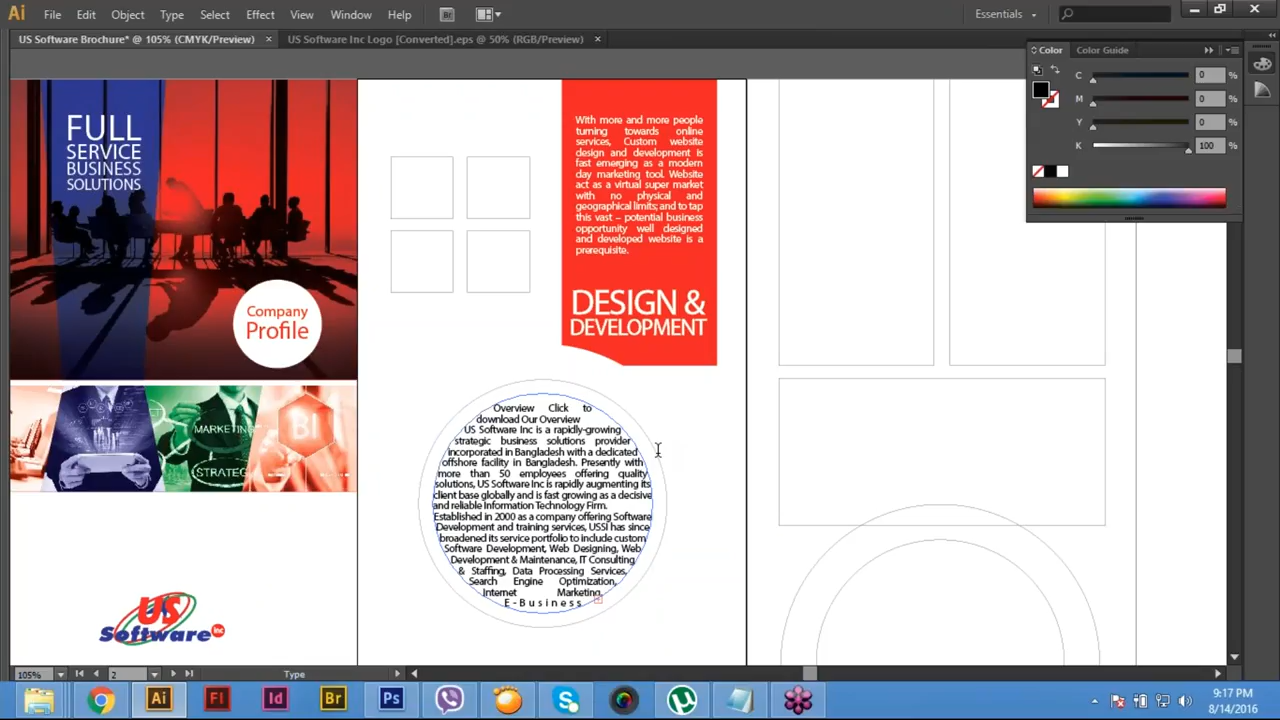 Ai File Edit Object Type Select Effect View Window Help Br Essentials
US Software Brochure* @ 105% (CMYK/Preview) × US Software Inc Logo [Converted].eps @ 50% (RGB/Preview) ×
Color Color Guide
C 0 %
M 0 %
Y 0 %
K 100 %
FULL
SERVICE
BUSINESS
SOLUTIONS
Company
Profile
MARKETING
STRATEG
BI
US
Software Inc
With more and more people
turning towards online
services, Custom website
design and development is
fast emerging as a modern
day marketing tool. Website
act as a virtual super market
with no physical and
geographical limits; and to tap
this vast – potential business
opportunity well designed
and developed website is a
prerequisite.
DESIGN &
DEVELOPMENT
Overview Click to
download Our Overview
US Software Inc is a rapidly-growing
strategic business solutions provider
incorporated in Bangladesh with a dedicated
offshore facility in Bangladesh. Presently with
more than 50 employees offering quality
solutions, US Software Inc is rapidly augmenting its
client base globally and is fast growing as a decisive
and reliable Information Technology Firm.
Established in 2000 as a company offering Software
Development and training services, USSI has since
broadened its service portfolio to include custom
Software Development, Web Designing, Web
Development & Maintenance, IT Consulting
& Staffing, Data Processing Services,
Search Engine Optimization,
Internet Marketing,
E-Business
105% 2 Type
Ai Fl Id Br Ps
9:17 PM
8/14/2016